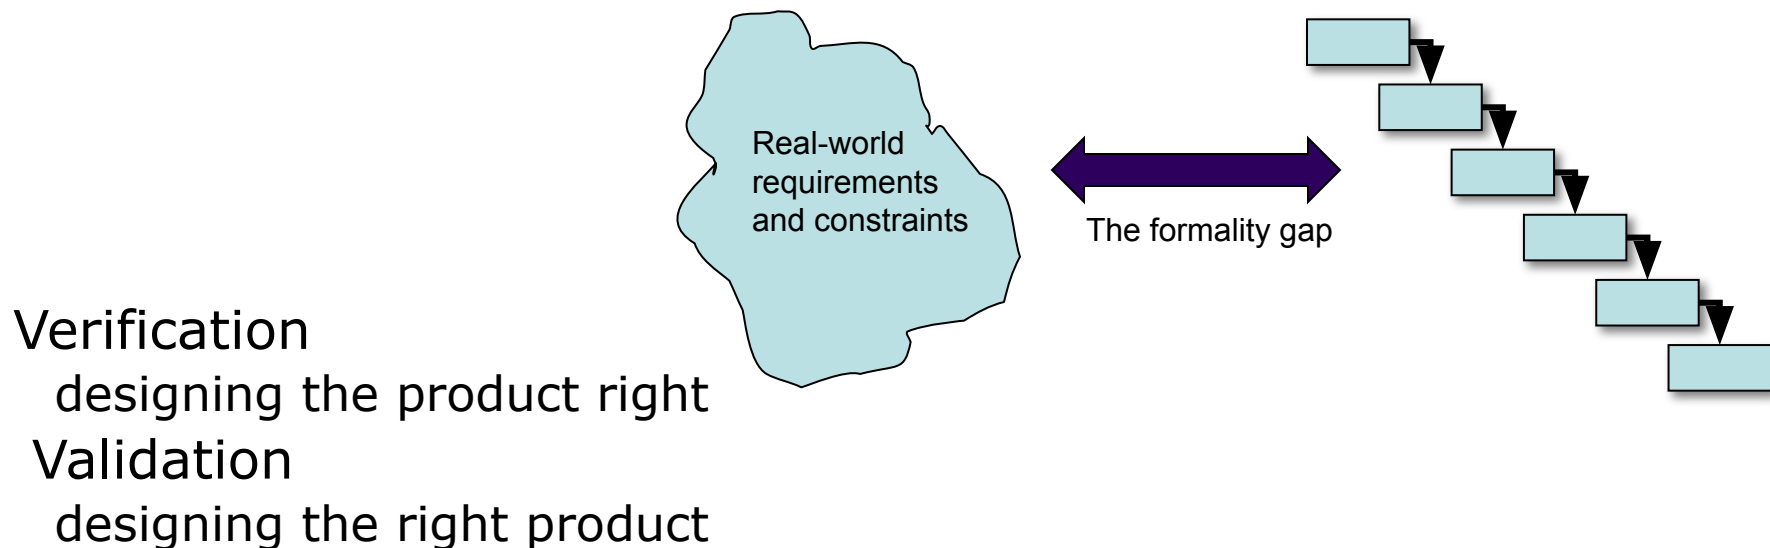 Real-world
requirements
and constraints
The formality gap
Verification
designing the product right
Validation
designing the right product